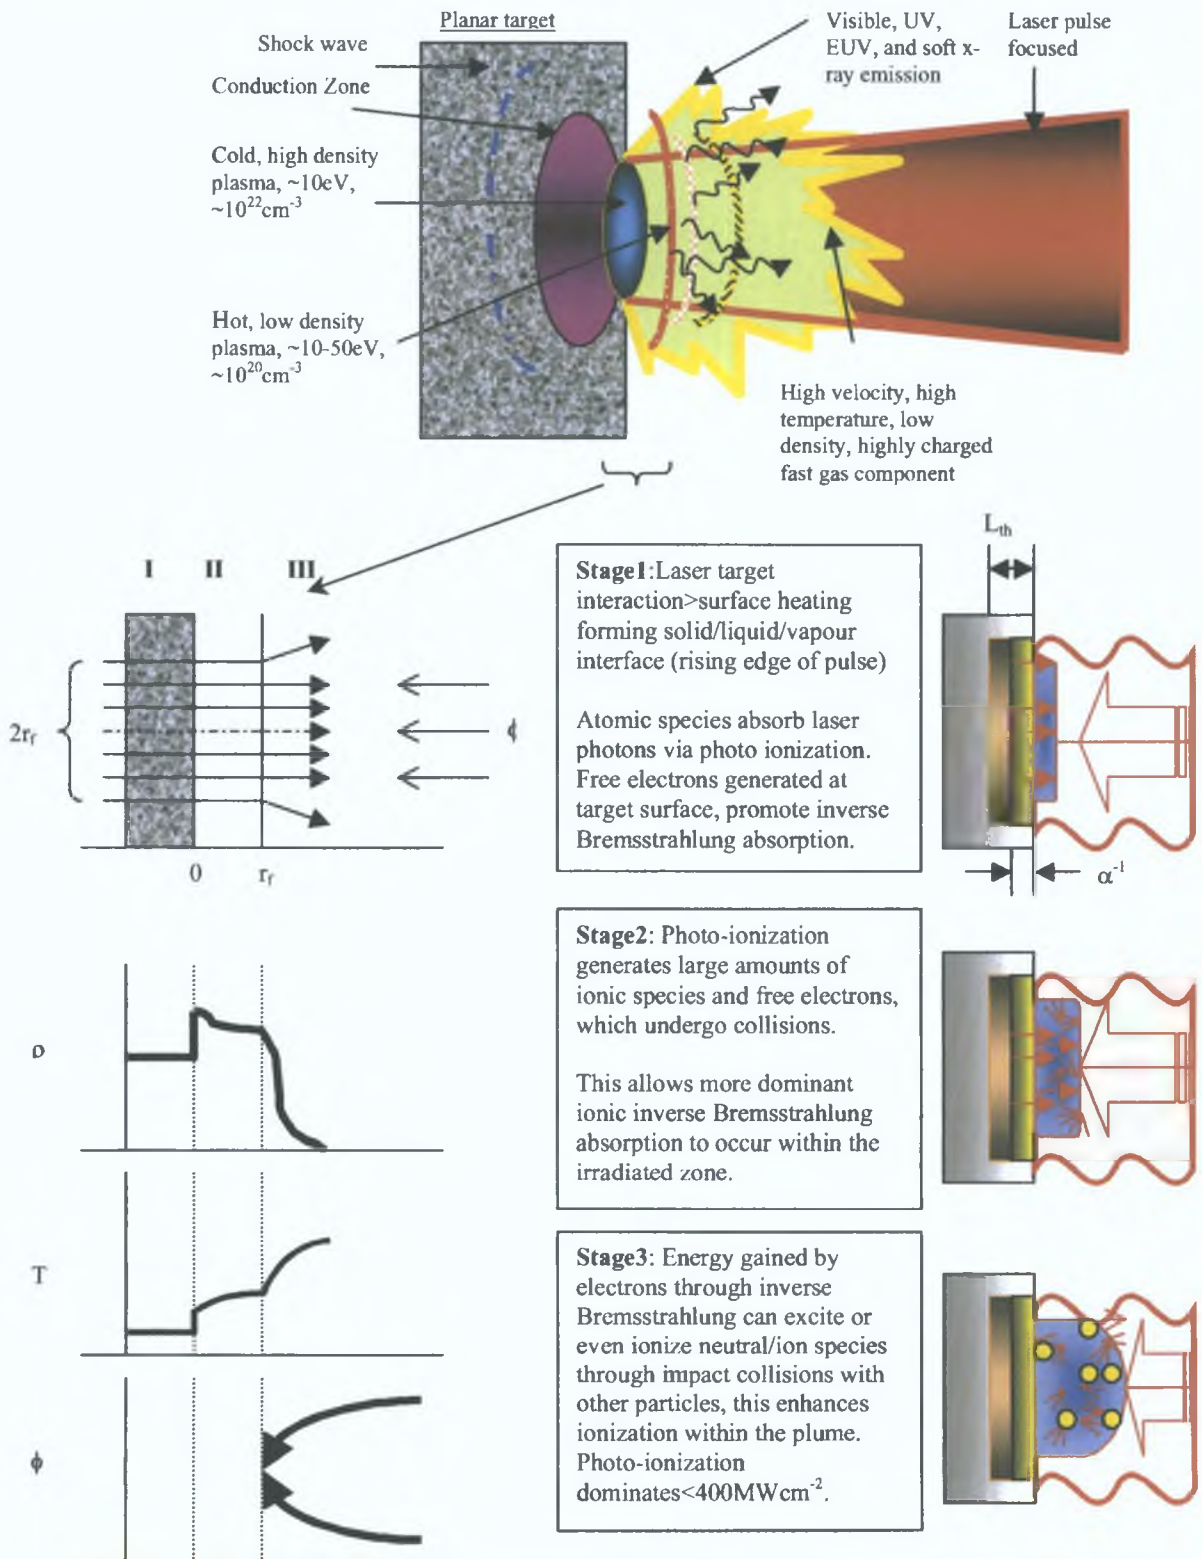 Planar target
Shock wave
Conduction Zone
Cold, high density
plasma, ~10eV,
~10²²cm⁻³
Hot, low density
plasma, ~10-50eV,
~10²⁰cm⁻³
Visible, UV,
EUV, and soft x-
ray emission
Laser pulse
focused
High velocity, high
temperature, low
density, highly charged
fast gas component
I II III
2rf
ϕ
0 rf
ρ
T
ϕ
Stage1:Laser target
interaction>surface heating
forming solid/liquid/vapour
interface (rising edge of pulse)
Atomic species absorb laser
photons via photo ionization.
Free electrons generated at
target surface, promote inverse
Bremsstrahlung absorption.
Lth
α⁻¹
Stage2: Photo-ionization
generates large amounts of
ionic species and free electrons,
which undergo collisions.
This allows more dominant
ionic inverse Bremsstrahlung
absorption to occur within the
irradiated zone.
Stage3: Energy gained by
electrons through inverse
Bremsstrahlung can excite or
even ionize neutral/ion species
through impact collisions with
other particles, this enhances
ionization within the plume.
Photo-ionization
dominates<400MWcm⁻².